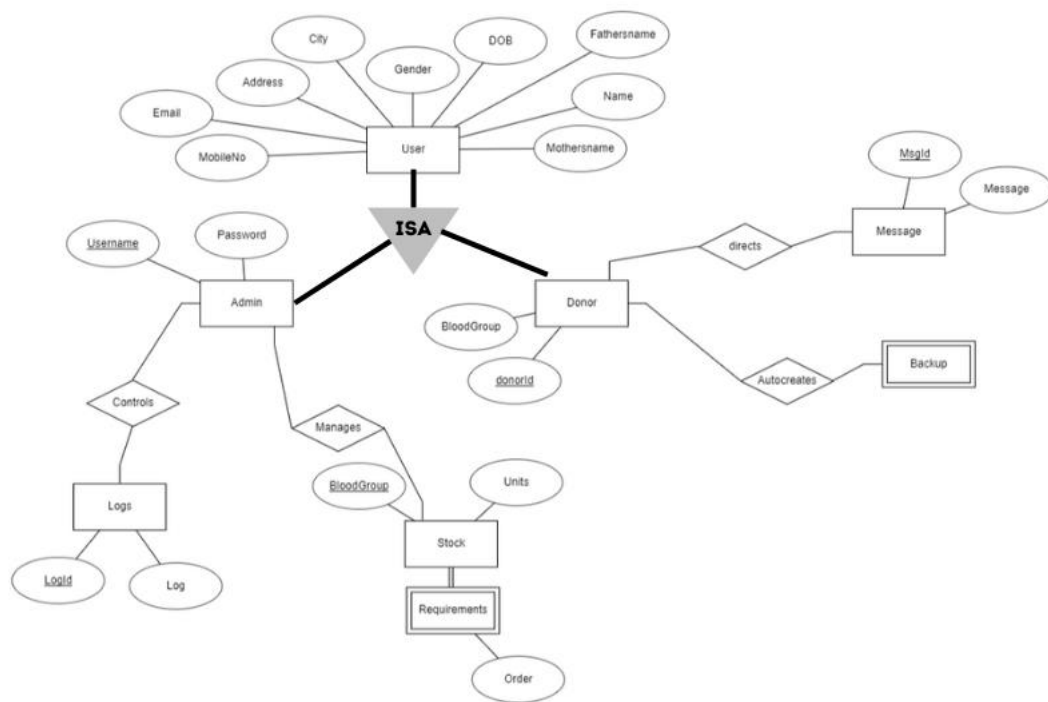 City
DOB
Fathersname
Gender
Address
Name
Email
User
Mothersname
MobileNo
MsgId
Message
ISA
Username
Password
directs
Message
Admin
Donor
BloodGroup
Backup
donorId
Autocreates
Controls
Manages
BloodGroup
Units
Logs
Stock
LogId
Log
Requirements
Order